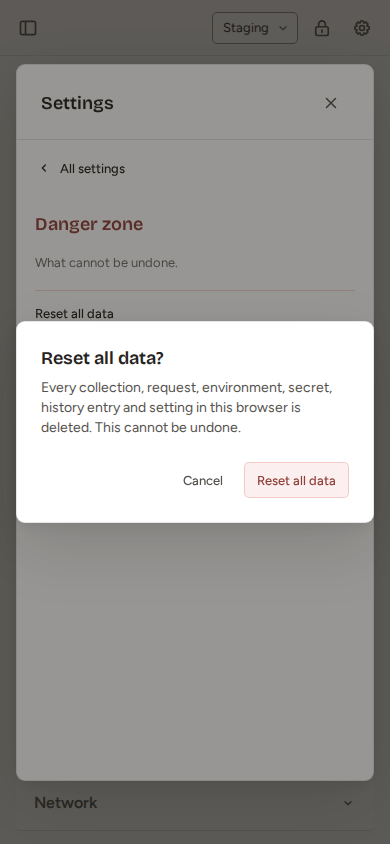 Staging
Settings
All settings
Danger zone
What cannot be undone.
Reset all data
Reset all data?
Every collection, request, environment, secret,
history entry and setting in this browser is
deleted. This cannot be undone.
Cancel
Reset all data
Network